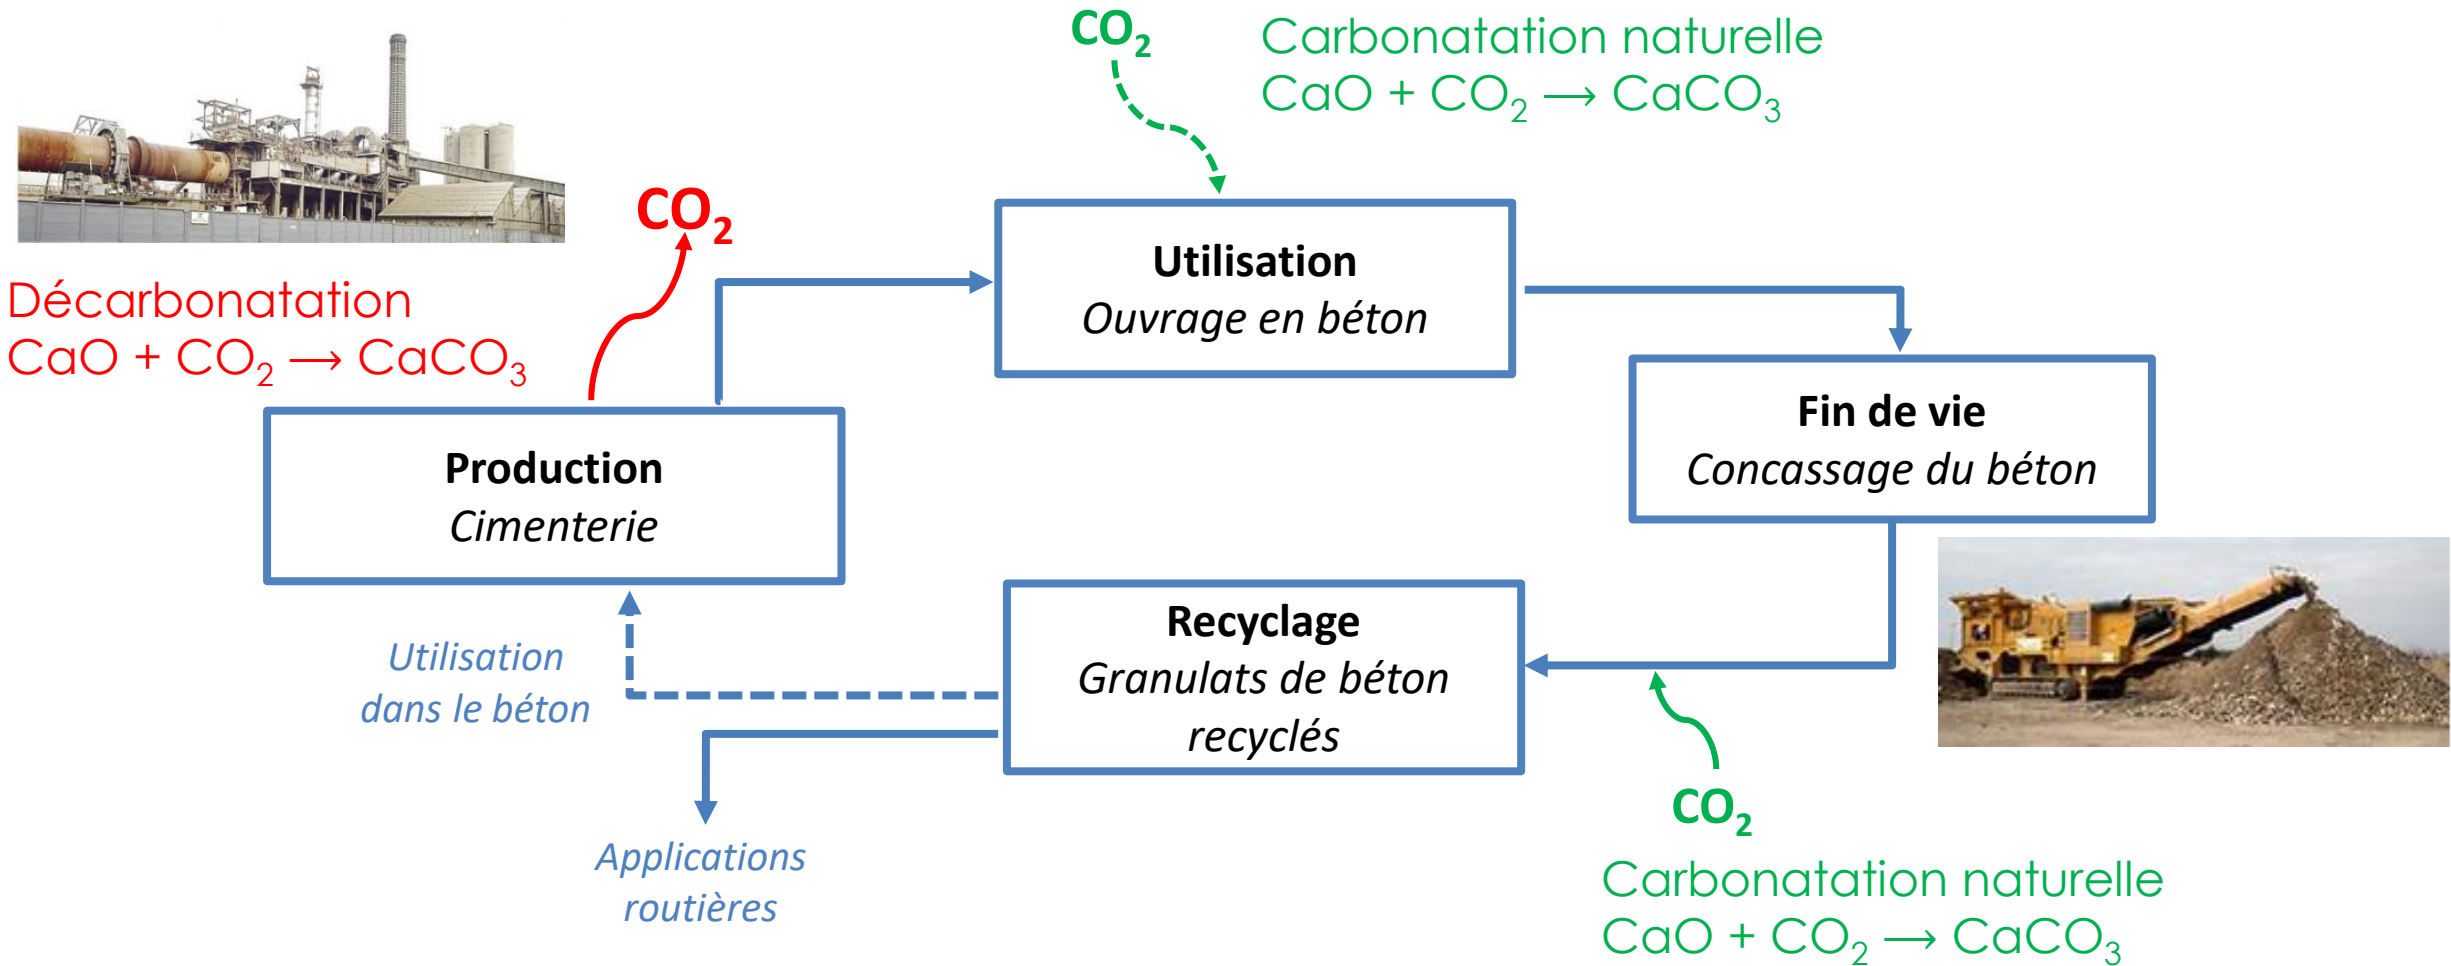 CO₂
Carbonatation naturelle
CaO + CO₂ → CaCO₃
CO₂
Décarbonatation
CaO + CO₂ → CaCO₃
Utilisation
Ouvrage en béton
Fin de vie
Concassage du béton
Production
Cimenterie
Recyclage
Granulats de béton
recyclés
Utilisation
dans le béton
Applications
routières
CO₂
Carbonatation naturelle
CaO + CO₂ → CaCO₃